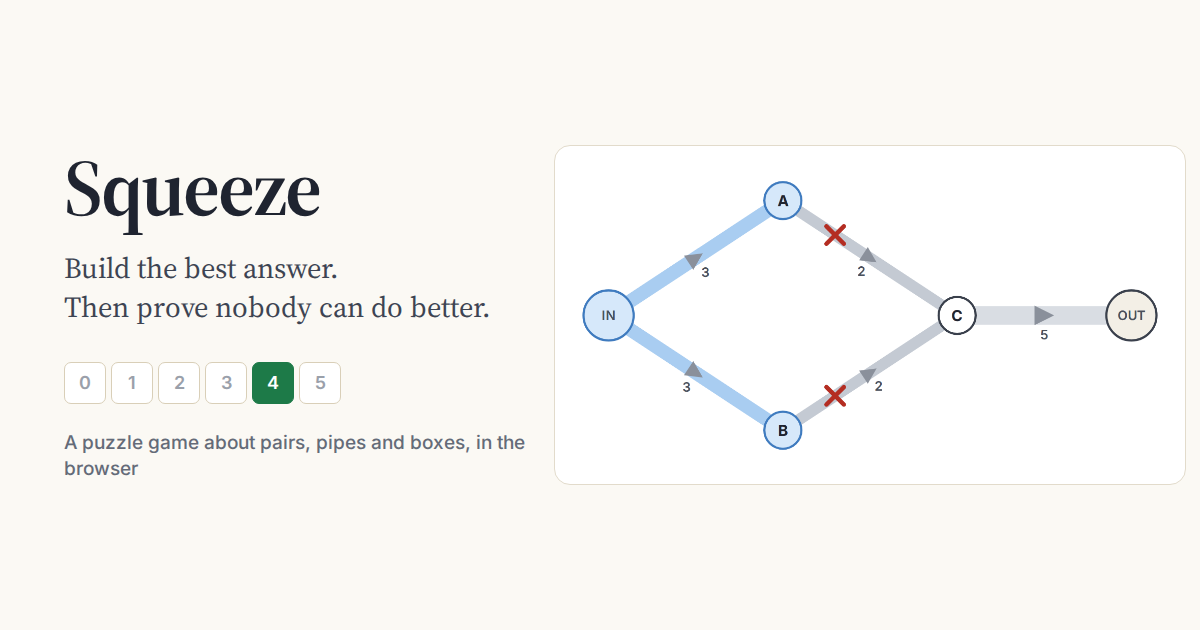 Squeeze
Build the best answer.
Then prove nobody can do better.
0 1 2 3 4 5
A puzzle game about pairs, pipes and boxes, in the
browser
A
3
2
IN
C
OUT
5
3
2
B